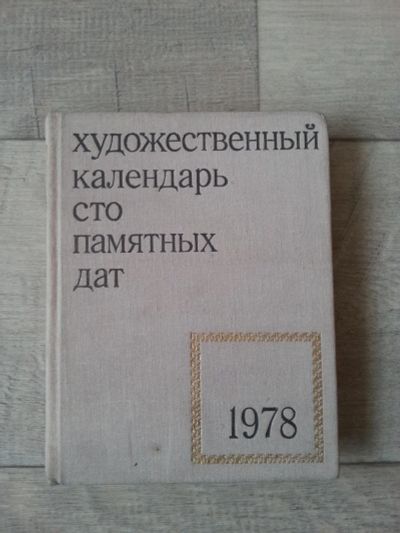 художественный
календарь
сто
памятных
дат
1978